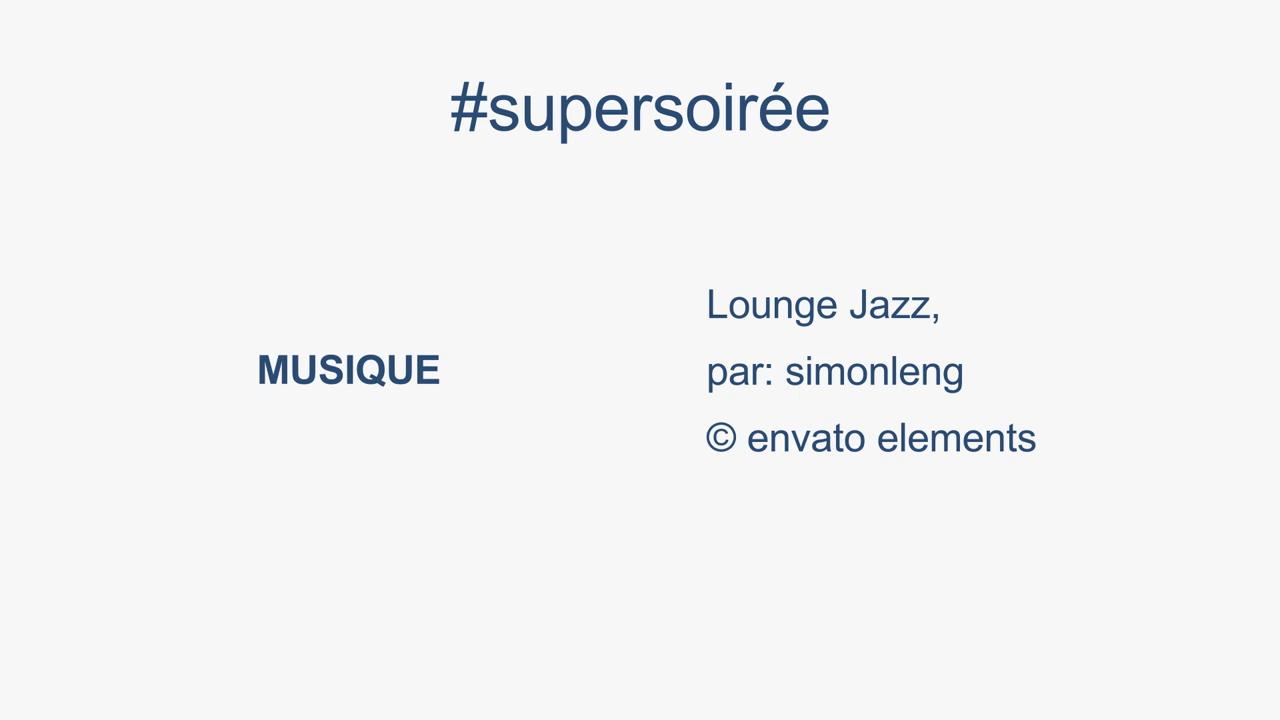 #supersoirée
MUSIQUE
Lounge Jazz,
par: simonleng
© envato elements